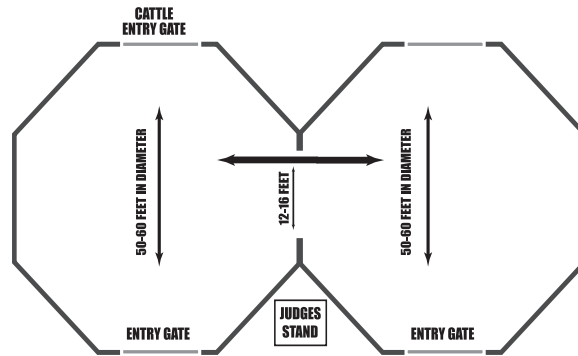 CATTLE
ENTRY GATE
50-60 FEET IN DIAMETER
12-16 FEET
50-60 FEET IN DIAMETER
ENTRY GATE
JUDGES
STAND
ENTRY GATE